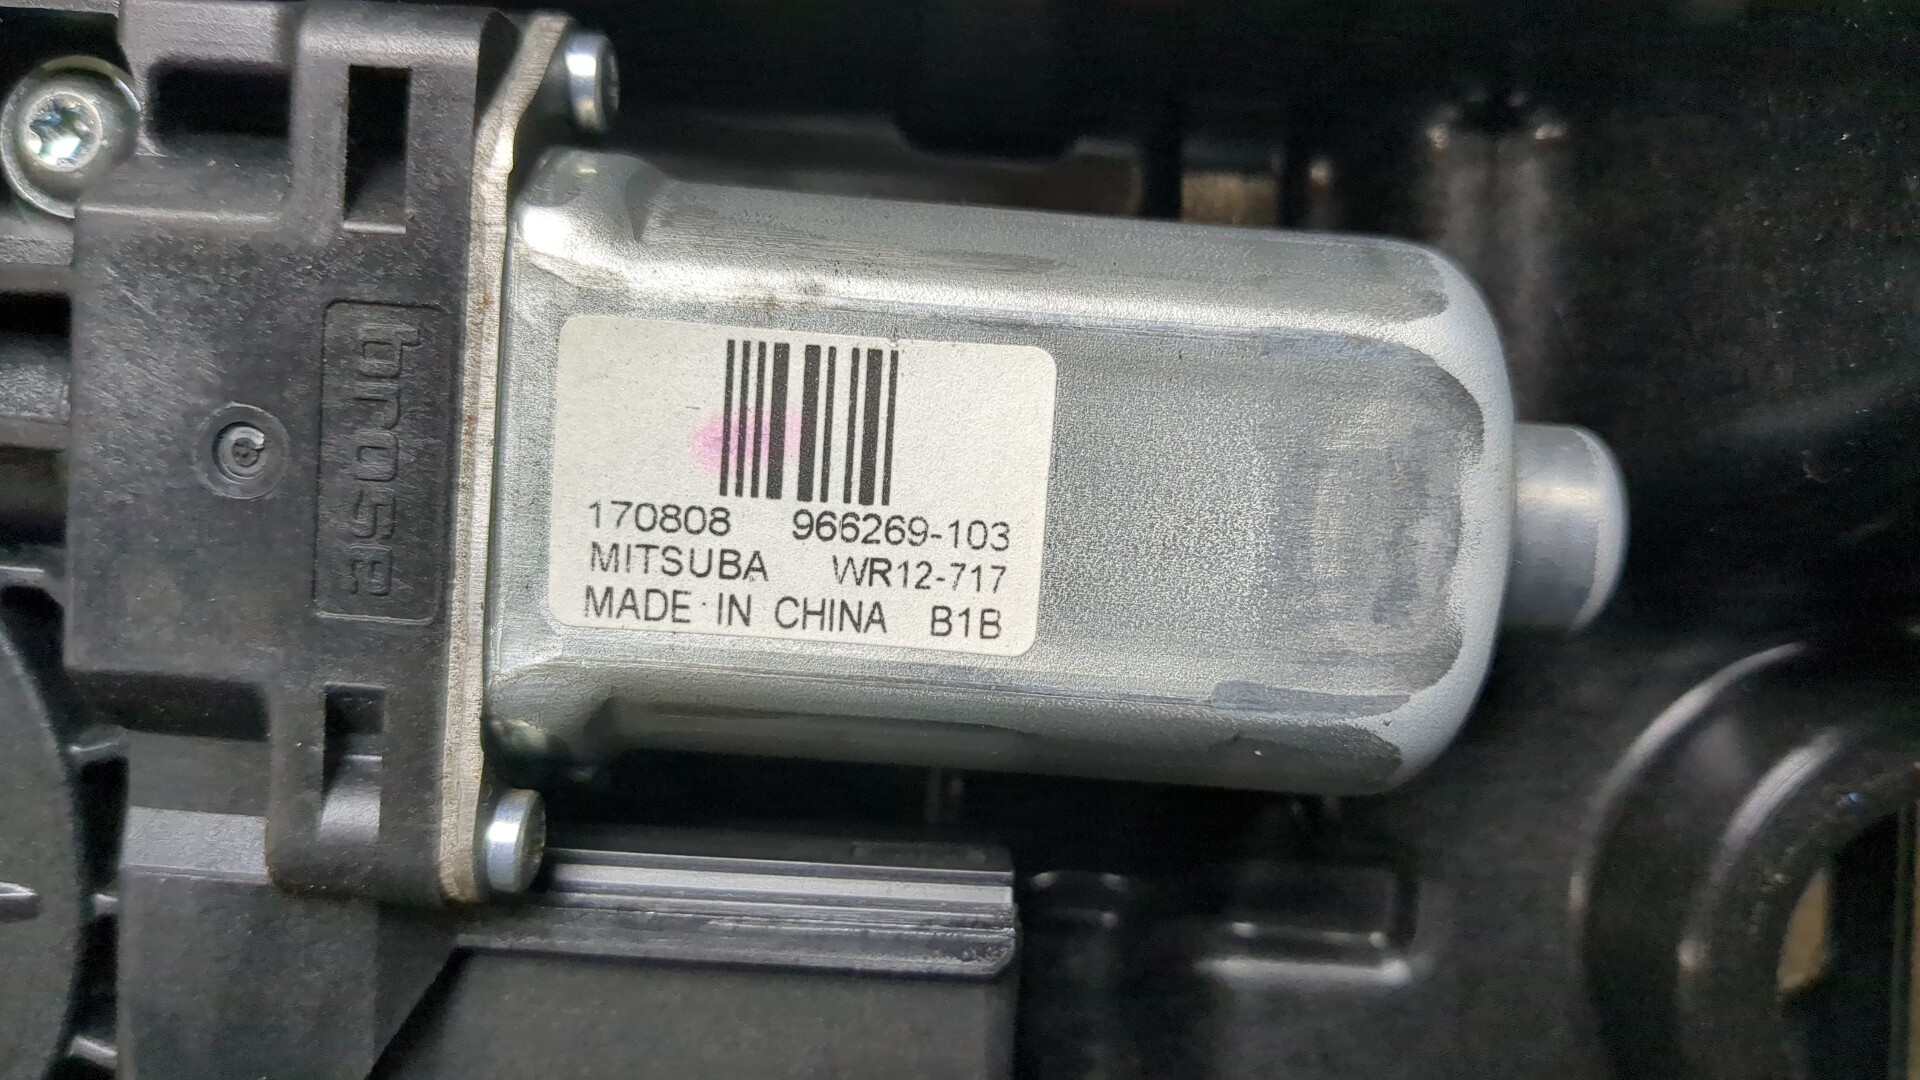 brose
170808 966269-103
MITSUBA WR12-717
MADE IN CHINA B1B